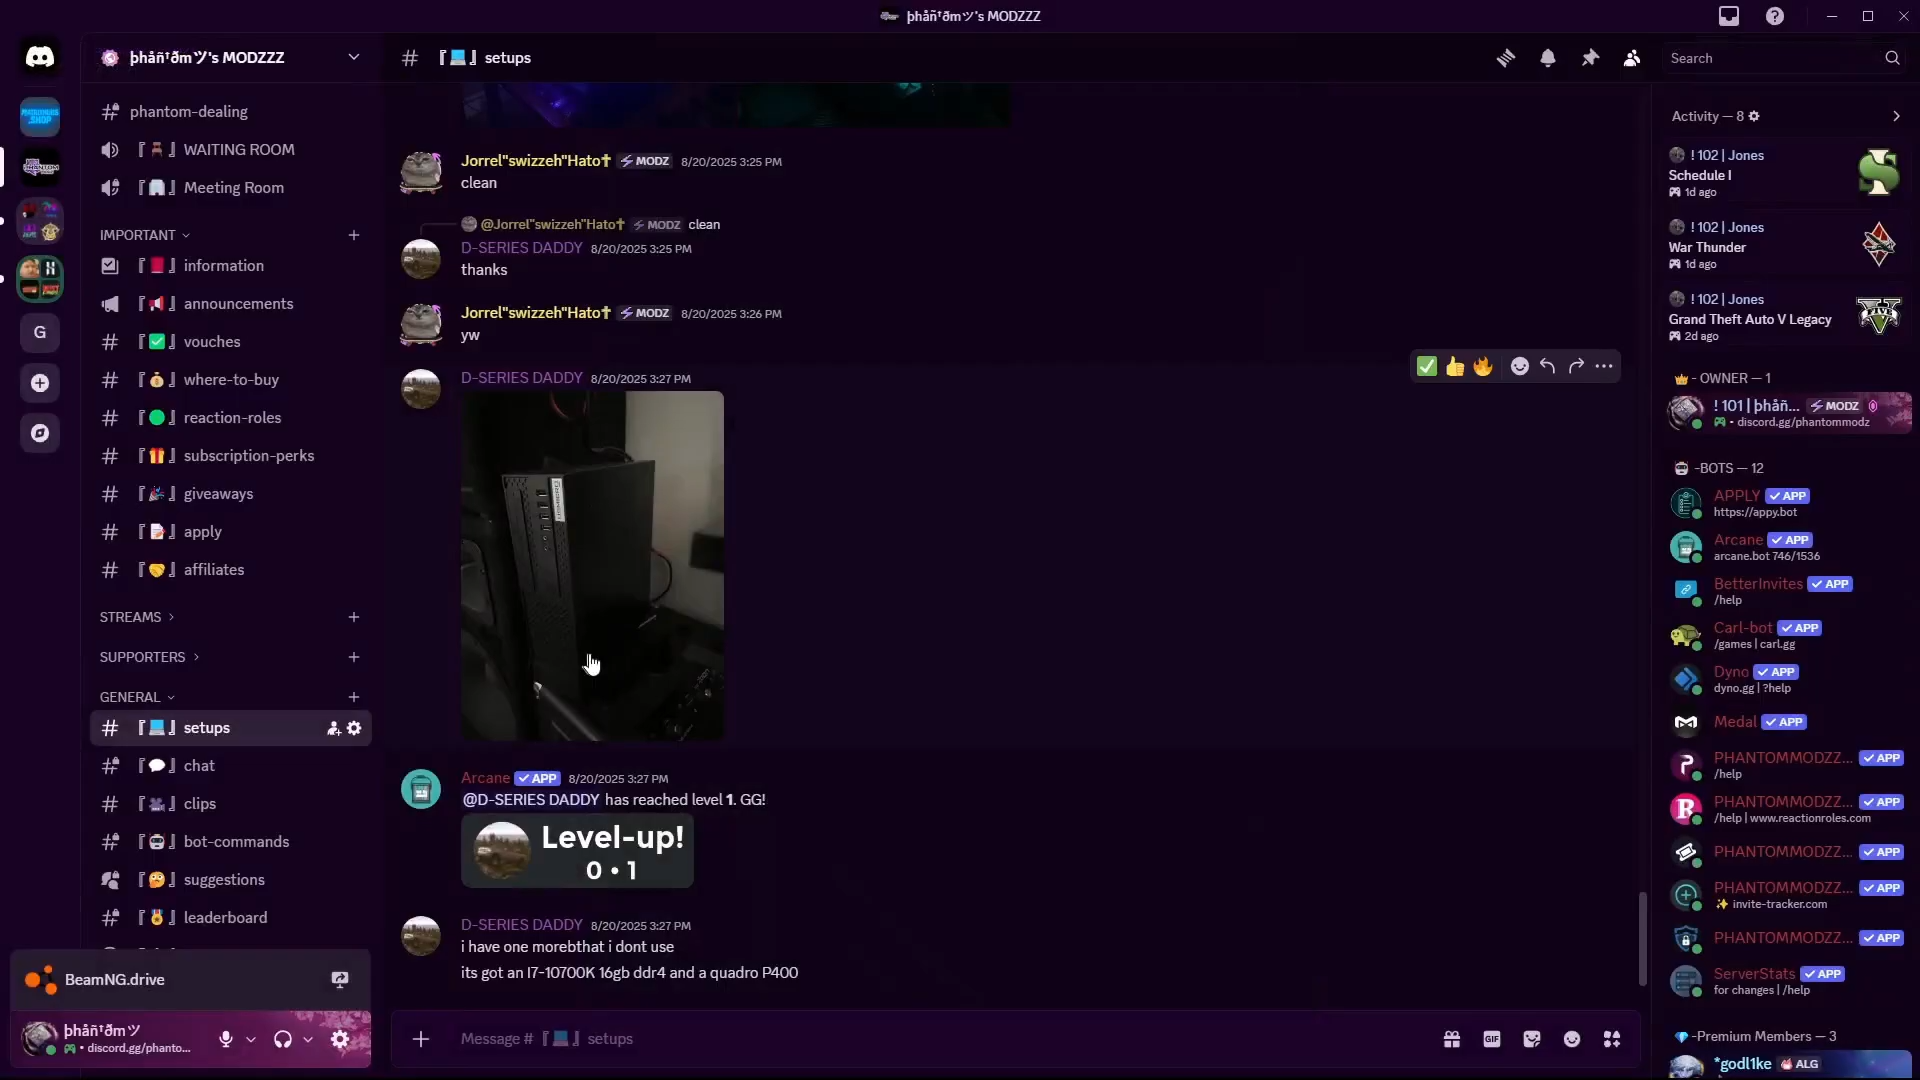 þhåñ†ðmツ's MODZZZ
þhåñ†ðmツ's MODZZZ
phantom-dealing
『🪑』WAITING ROOM
Meeting Room
IMPORTANT
information
announcements
『✅』vouches
『💰』where-to-buy
『🟢』reaction-roles
『🎁』subscription-perks
『🎉』giveaways
『📝』apply
『🤝』affiliates
STREAMS
SUPPORTERS
GENERAL
『💻』setups
『💬』chat
clips
『🤖』bot-commands
『🤔』suggestions
『🏅』leaderboard
BeamNG.drive
þhåñ†ðmツ
• discord.gg/phanto...
G
# 『💻』setups
Search
Jorrel"swizzeh"Hato✝ MODZ 8/20/2025 3:25 PM
clean
@Jorrel"swizzeh"Hato✝ MODZ clean
D-SERIES DADDY 8/20/2025 3:25 PM
thanks
Jorrel"swizzeh"Hato✝ MODZ 8/20/2025 3:26 PM
yw
D-SERIES DADDY 8/20/2025 3:27 PM
Arcane ✓ APP 8/20/2025 3:27 PM
@D-SERIES DADDY has reached level 1. GG!
Level-up!
0 • 1
D-SERIES DADDY 8/20/2025 3:27 PM
i have one morebthat i dont use
its got an I7-10700K 16gb ddr4 and a quadro P400
Message # 『💻』setups
GIF
Activity — 8
! 102 | Jones
Schedule I
1d ago
! 102 | Jones
War Thunder
1d ago
! 102 | Jones
Grand Theft Auto V Legacy
2d ago
👑 - OWNER — 1
! 101 | þhåñ... MODZ
• discord.gg/phantommodz
🤖 -BOTS — 12
APPLY ✓ APP
https://appy.bot
Arcane ✓ APP
arcane.bot 746/1536
BetterInvites ✓ APP
/help
Carl-bot ✓ APP
/games | carl.gg
Dyno ✓ APP
dyno.gg | ?help
Medal ✓ APP
PHANTOMMODZZ... ✓ APP
/help
PHANTOMMODZZ... ✓ APP
/help | www.reactionroles.com
PHANTOMMODZZ... ✓ APP
PHANTOMMODZZ... ✓ APP
✨ invite-tracker.com
PHANTOMMODZZ... ✓ APP
ServerStats ✓ APP
for changes | /help
💎 -Premium Members — 3
*godl1ke ALG